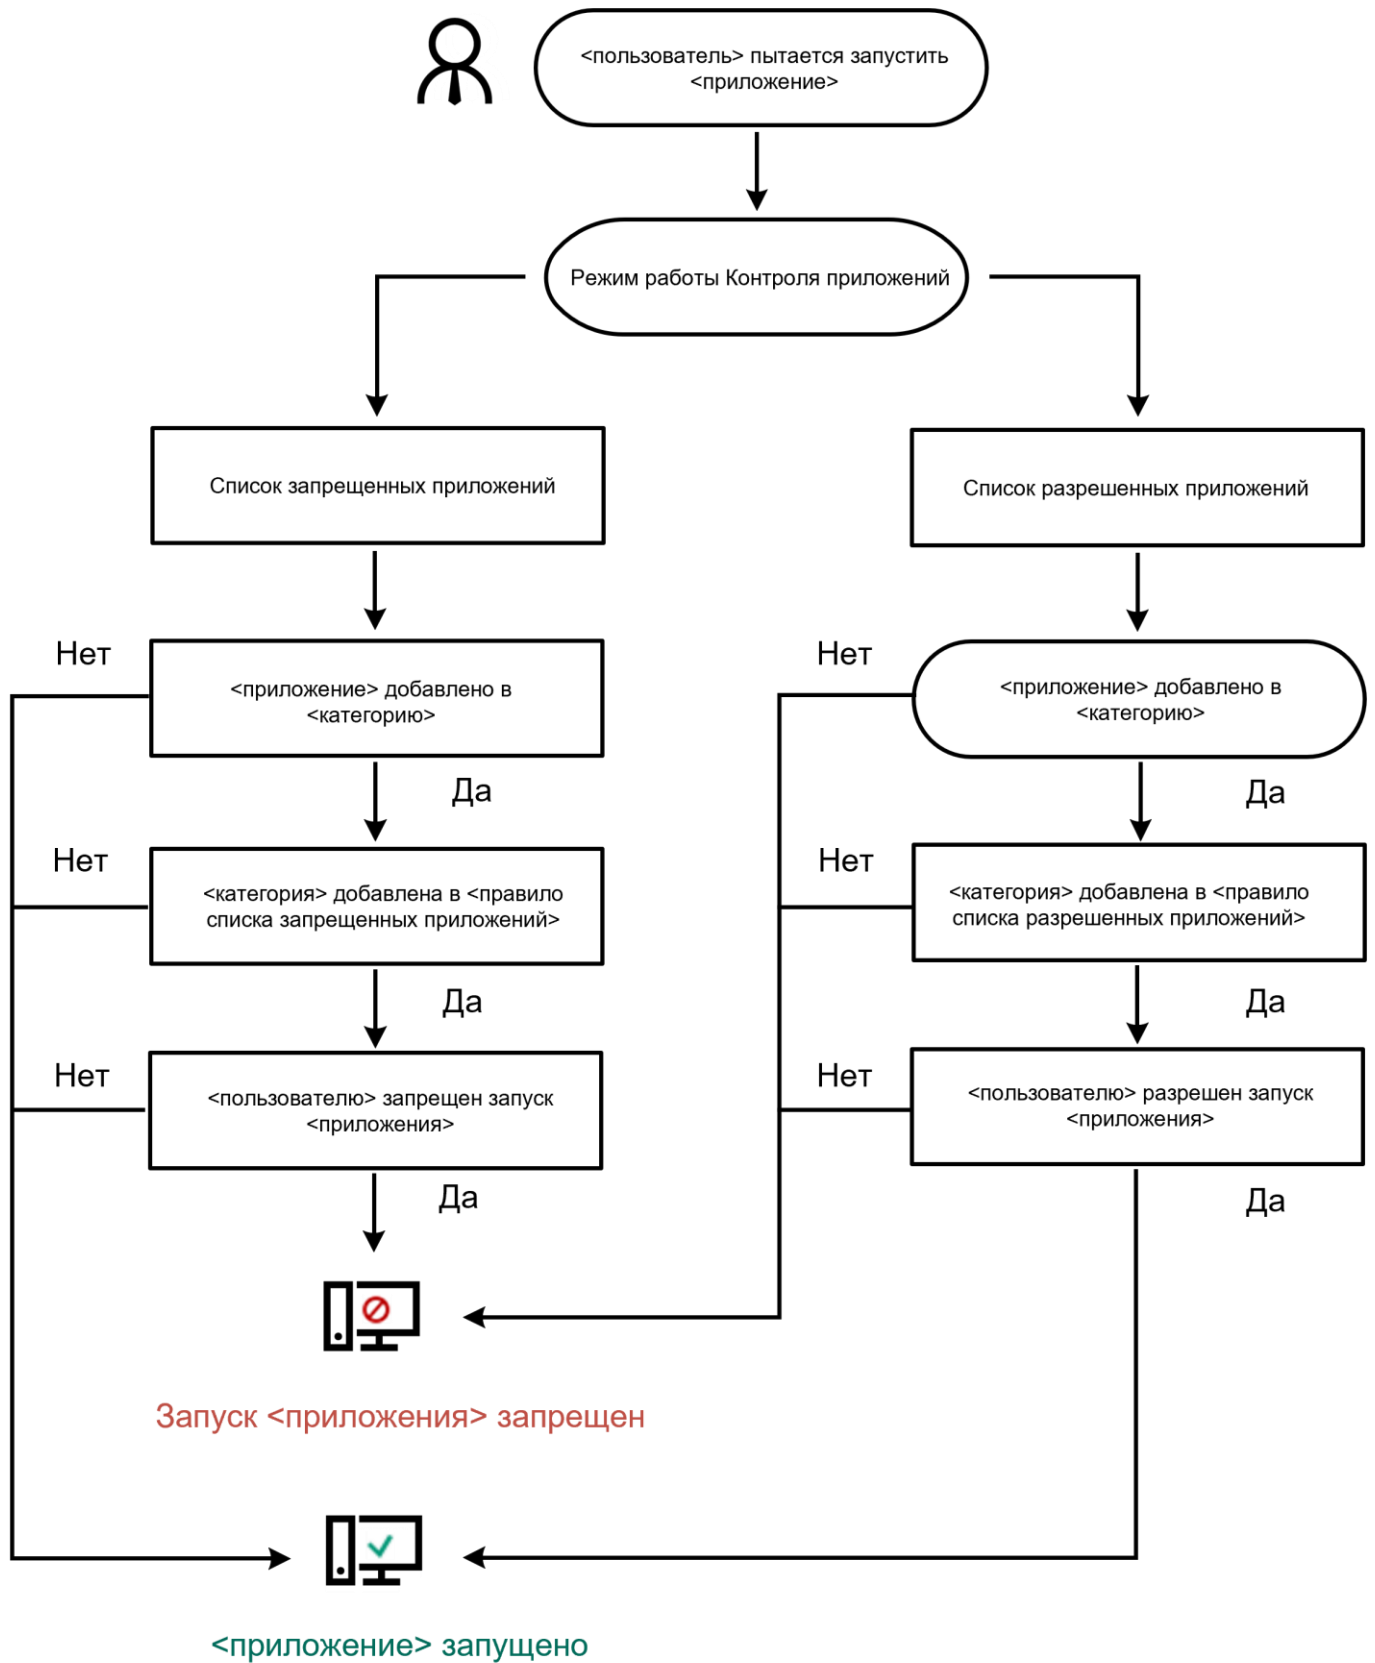 <пользователь> пытается запустить
<приложение>
Режим работы Контроля приложений
Список запрещенных приложений
Список разрешенных приложений
Нет
<приложение> добавлено в
<категорию>
Нет
<приложение> добавлено в
<категорию>
Да
Да
Нет
<категория> добавлена в <правило
списка запрещенных приложений>
Нет
<категория> добавлена в <правило
списка разрешенных приложений>
Да
Да
Нет
<пользователю> запрещен запуск
<приложения>
Нет
<пользователю> разрешен запуск
<приложения>
Да
Да
Запуск <приложения> запрещен
<приложение> запущено